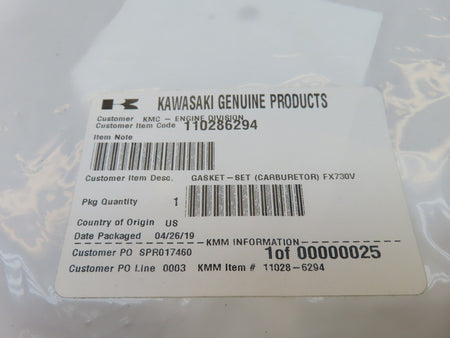 KAWASAKI GENUINE PRODUCTS
Customer KMC - ENGINE DIVISION
Customer Item Code 110286294
Item Note
Customer Item Desc. GASKET-SET (CARBURETOR) FX730V
Pkg Quantity 1
Country of Origin US
Date Packaged 04/26/19
KMM INFORMATION
Customer PO SPR017460 1of 00000025
Customer PO Line 0003 KMM Item # 11028-6294